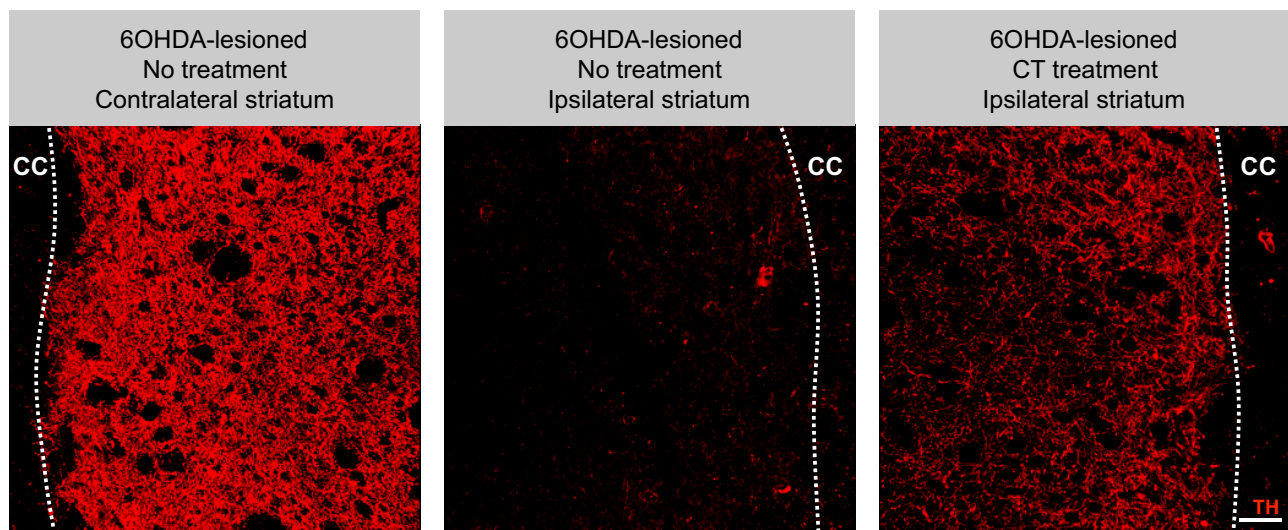 6OHDA-lesioned
No treatment
Contralateral striatum
6OHDA-lesioned
No treatment
Ipsilateral striatum
6OHDA-lesioned
CT treatment
Ipsilateral striatum
CC
CC
CC
TH